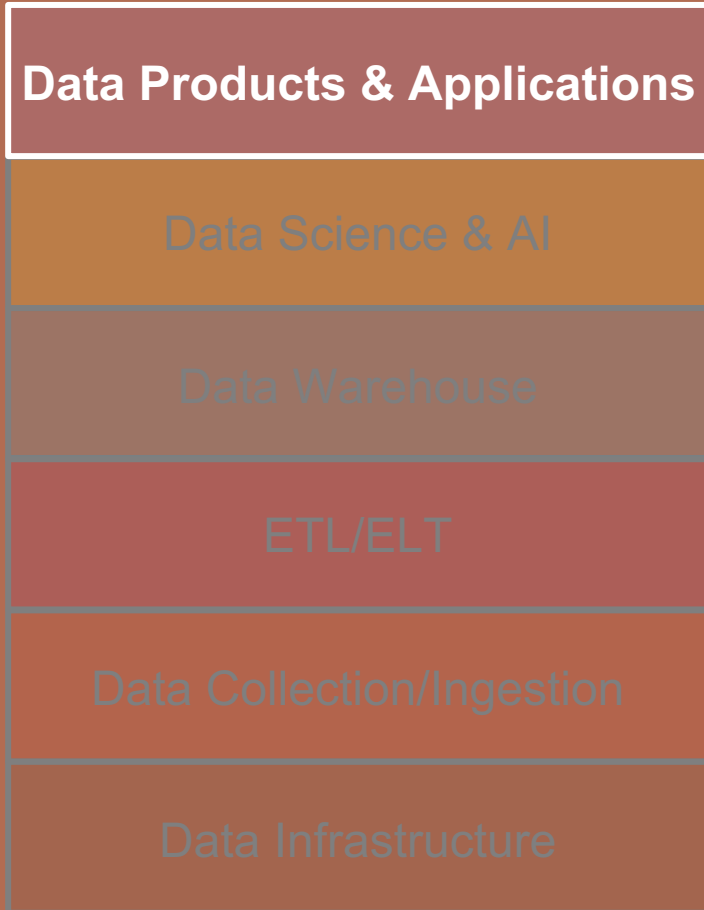 Data Products & Applications
Data Science & AI
Data Warehouse
ETL/ELT
Data Collection/Ingestion
Data Infrastructure